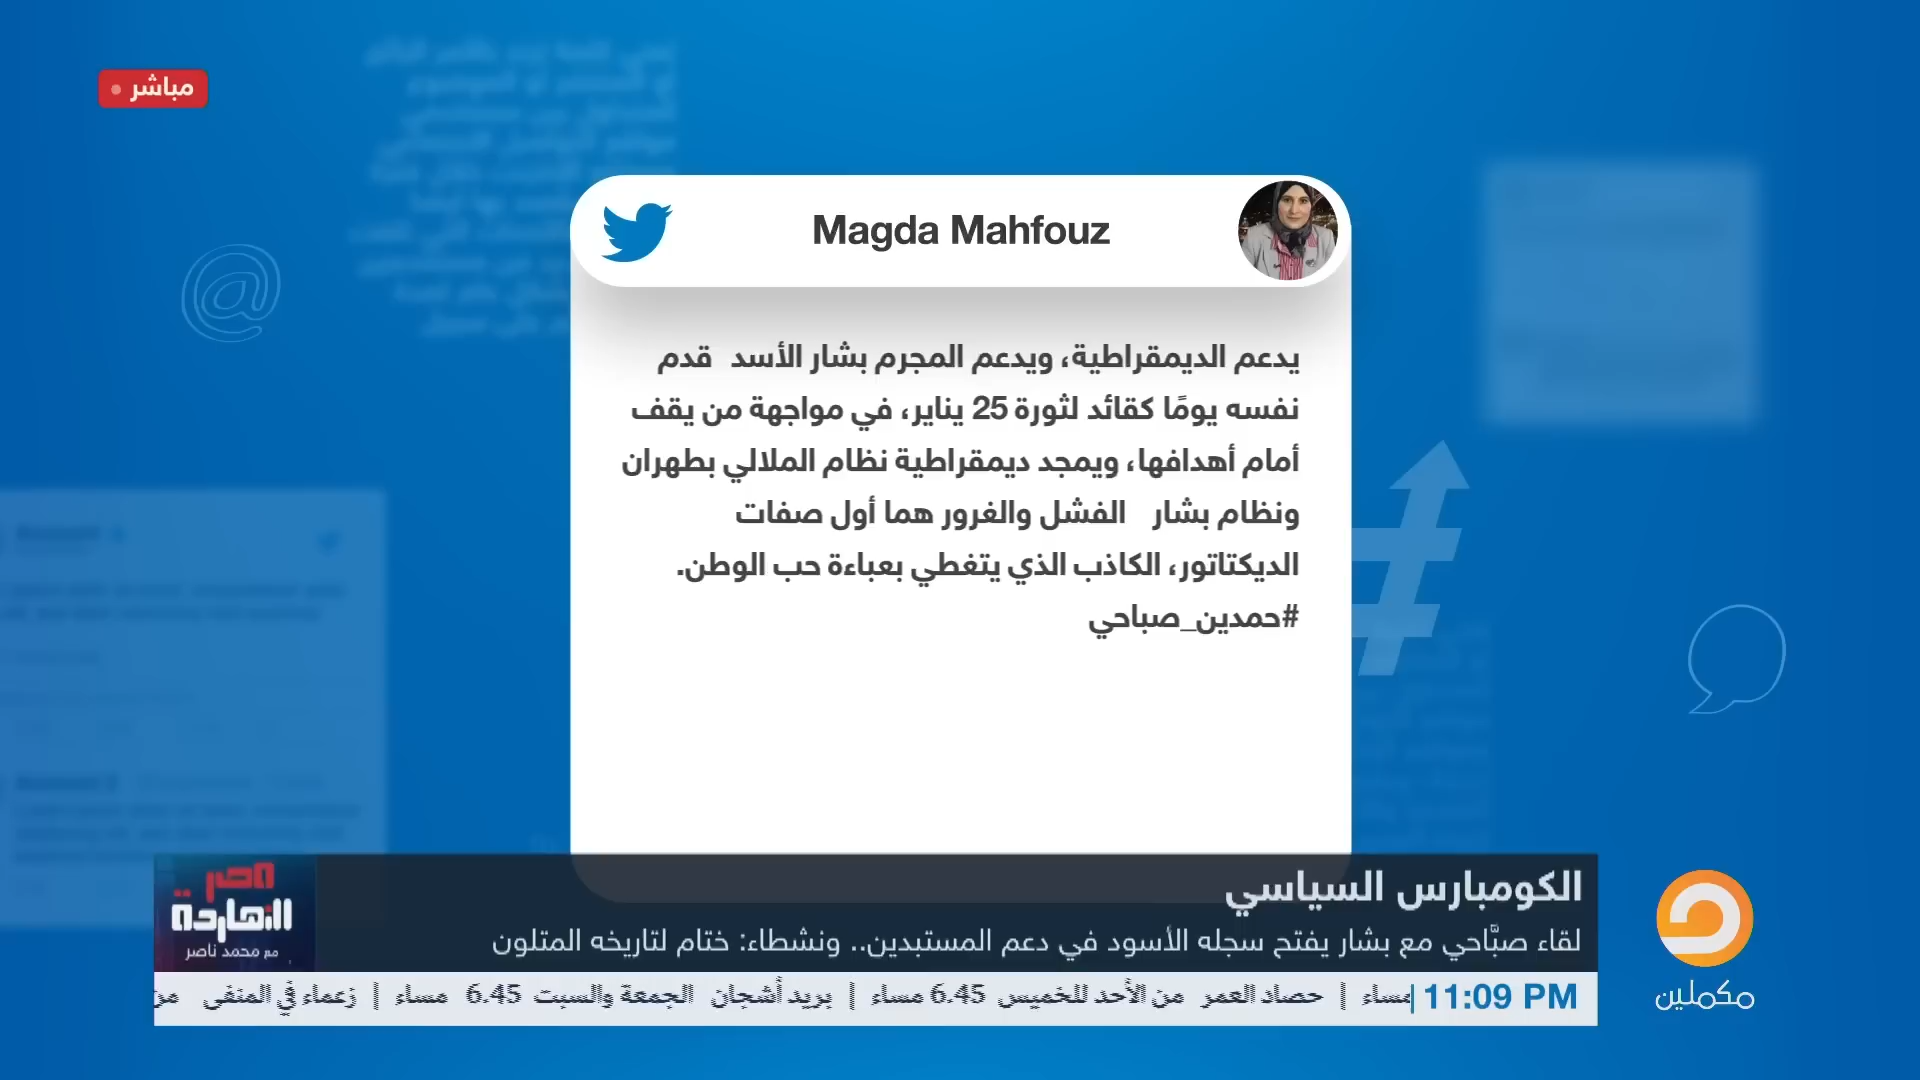 مباشر
Magda Mahfouz
يدعم الديمقراطية، ويدعم المجرم بشار الأسد قدم
نفسه يومًا كقائد لثورة 25 يناير، في مواجهة من يقف
أمام أهدافها، ويمجد ديمقراطية نظام الملالي بطهران
ونظام بشار الفشل والغرور هما أول صفات
الديكتاتور، الكاذب الذي يتغطي بعباءة حب الوطن.
#حمدين_صباحي
مصر
النهاردة
مع محمد ناصر
الكومبارس السياسي
لقاء صبَّاحي مع بشار يفتح سجله الأسود في دعم المستبدين.. ونشطاء: ختام لتاريخه المتلون
11:09 PM
مساء | حصاد العمر من الأحد للخميس 6.45 مساء | بريد أشجان الجمعة والسبت 6.45 مساء | زعماء في المنفى من
مكملين